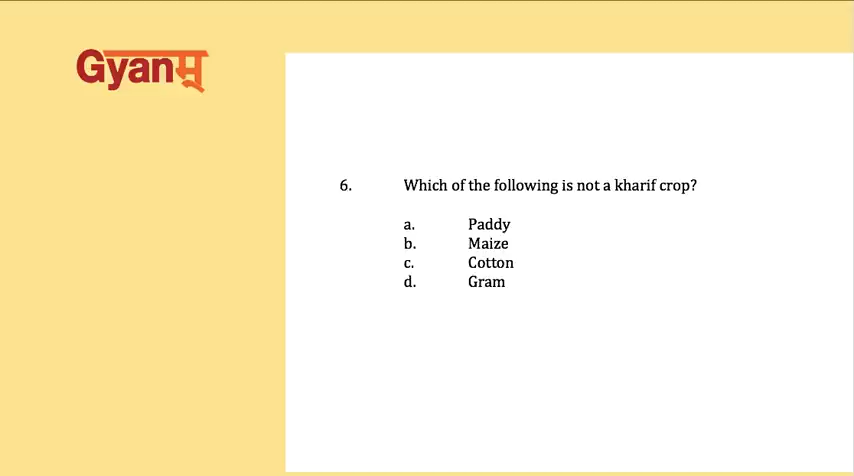 Gyanम्
6. Which of the following is not a kharif crop?
a. Paddy
b. Maize
c. Cotton
d. Gram